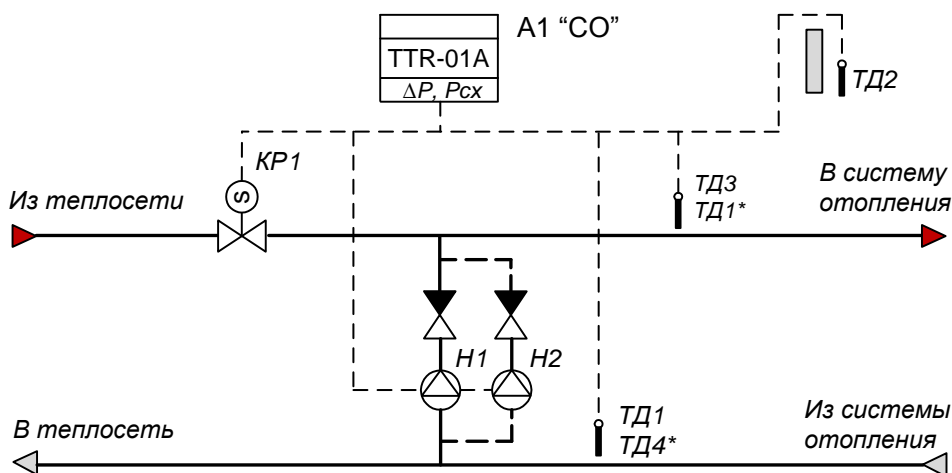 А1 “СО”
TTR-01A
ΔP, Pсх
ТД2
КР1
Из теплосети
ТД3
ТД1*
В систему
отопления
S
Н1
Н2
В теплосеть
ТД1
ТД4*
Из системы
отопления